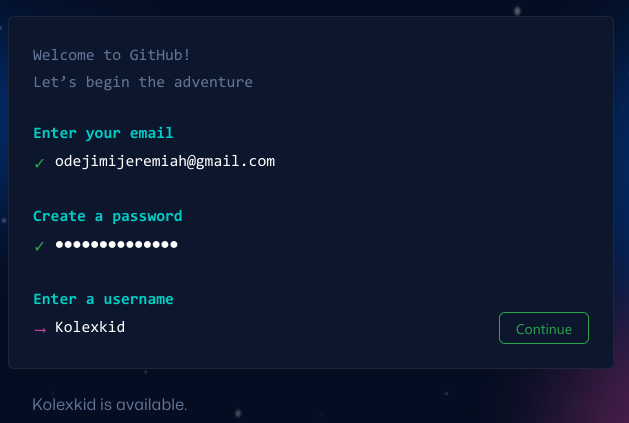 Welcome to GitHub!
Let’s begin the adventure
Enter your email
✓ odejimijeremiah@gmail.com
Create a password
✓ ●●●●●●●●●●●●●●
Enter a username
→ Kolexkid
Continue
Kolexkid is available.